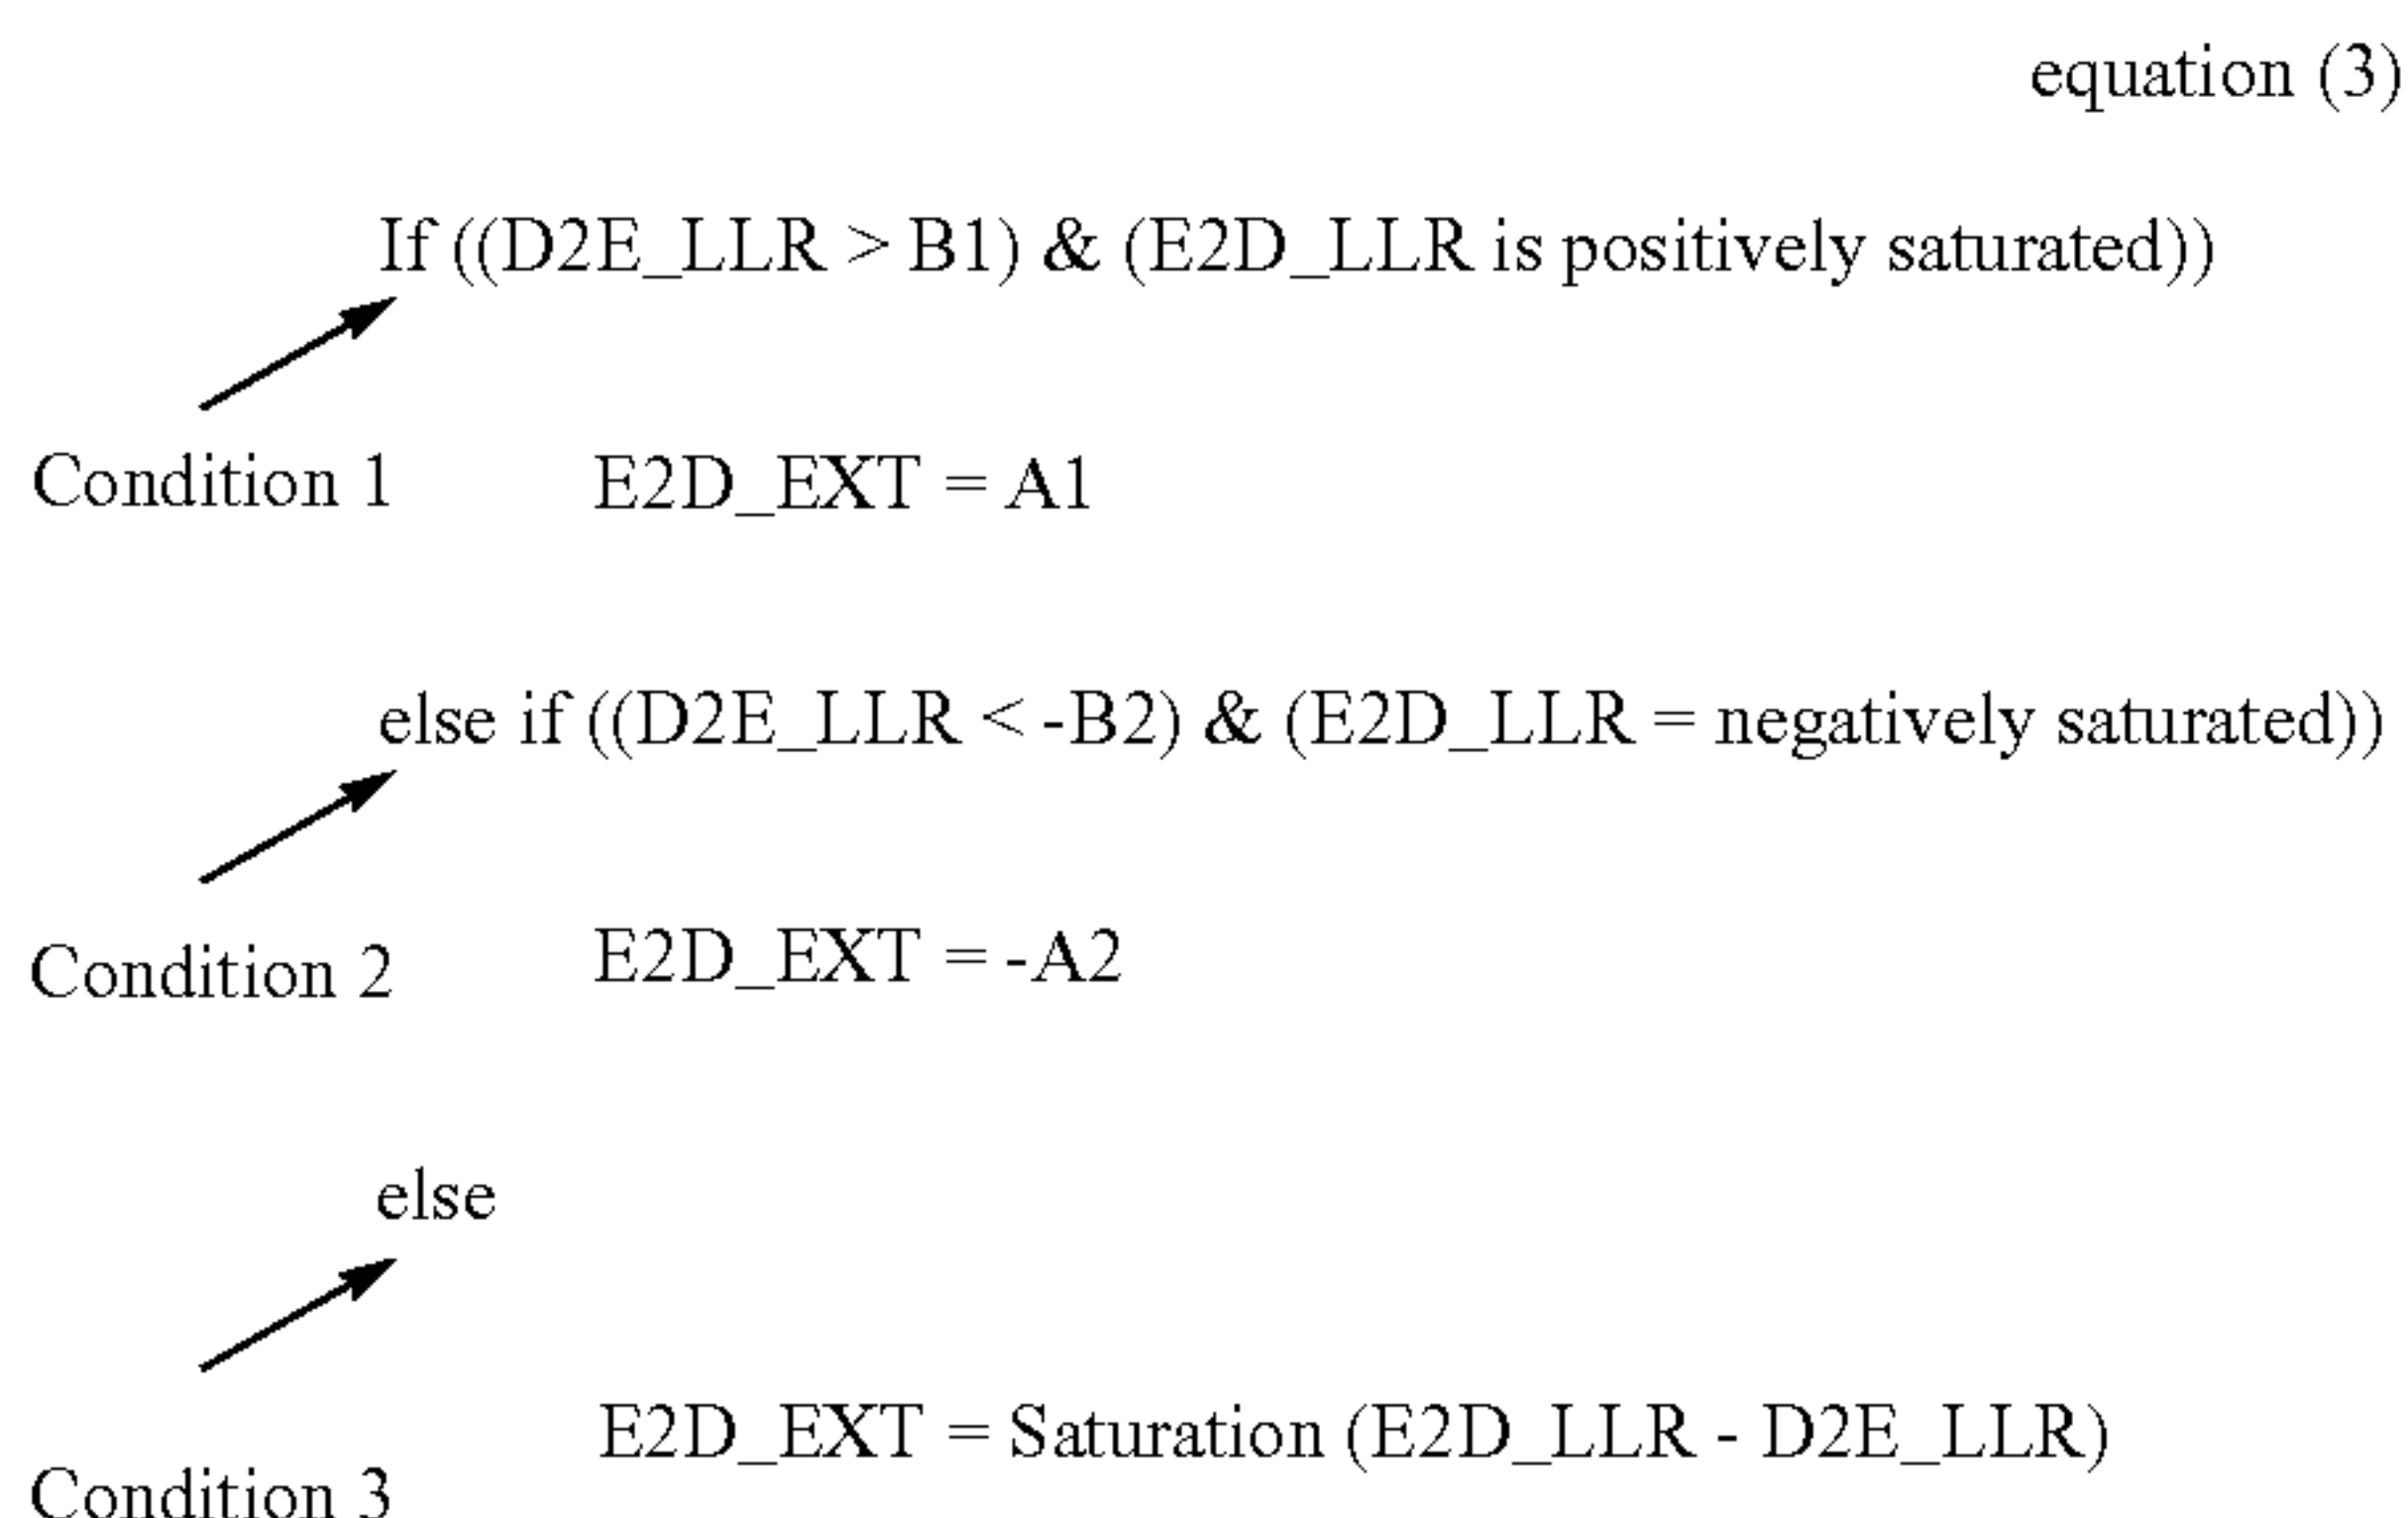 equation (3)
If ((D2E_LLR > B1) & (E2D_LLR is positively saturated))
Condition 1 E2D_EXT = A1
else if ((D2E_LLR < -B2) & (E2D_LLR = negatively saturated))
Condition 2 E2D_EXT = -A2
else
E2D_EXT = Saturation (E2D_LLR - D2E_LLR)
Condition 3